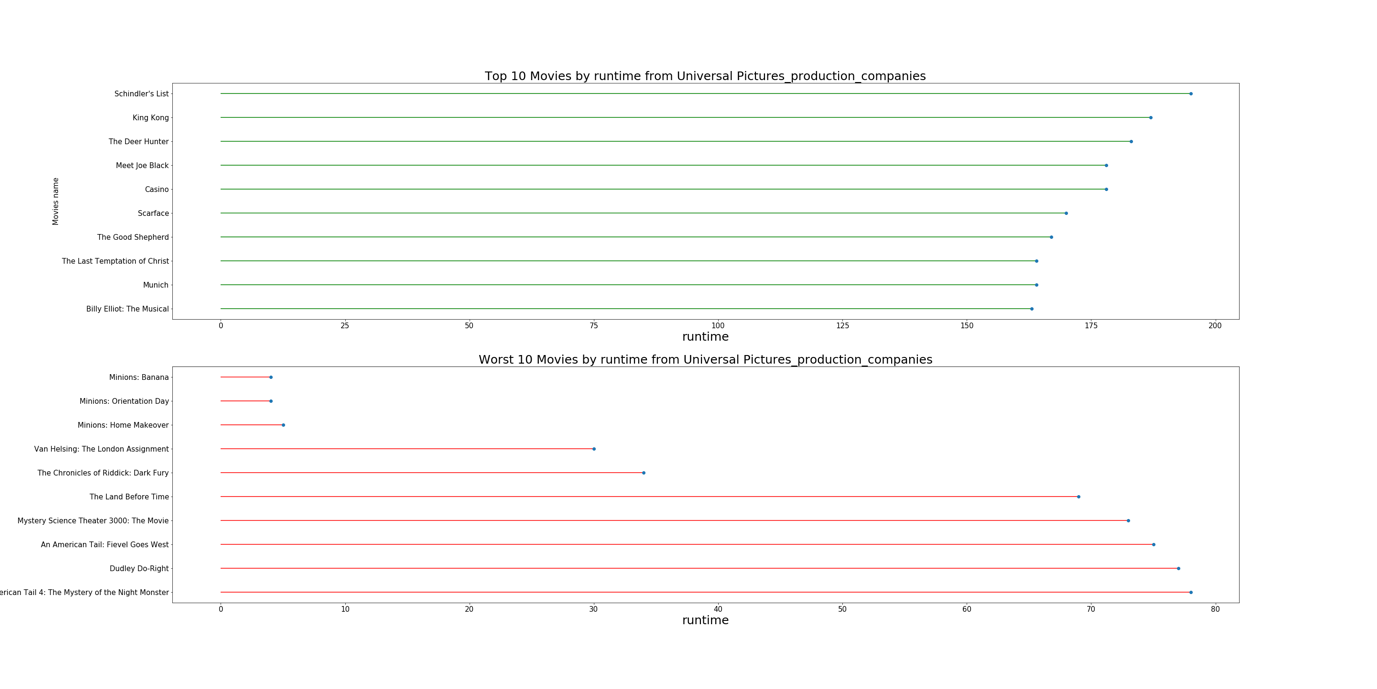 Top 10 Movies by runtime from Universal Pictures_production_companies
Movies name
Schindler's List
King Kong
The Deer Hunter
Meet Joe Black
Casino
Scarface
The Good Shepherd
The Last Temptation of Christ
Munich
Billy Elliot: The Musical
0 25 50 75 100 125 150 175 200
runtime
Worst 10 Movies by runtime from Universal Pictures_production_companies
Minions: Banana
Minions: Orientation Day
Minions: Home Makeover
Van Helsing: The London Assignment
The Chronicles of Riddick: Dark Fury
The Land Before Time
Mystery Science Theater 3000: The Movie
An American Tail: Fievel Goes West
Dudley Do-Right
erican Tail 4: The Mystery of the Night Monster
0 10 20 30 40 50 60 70 80
runtime